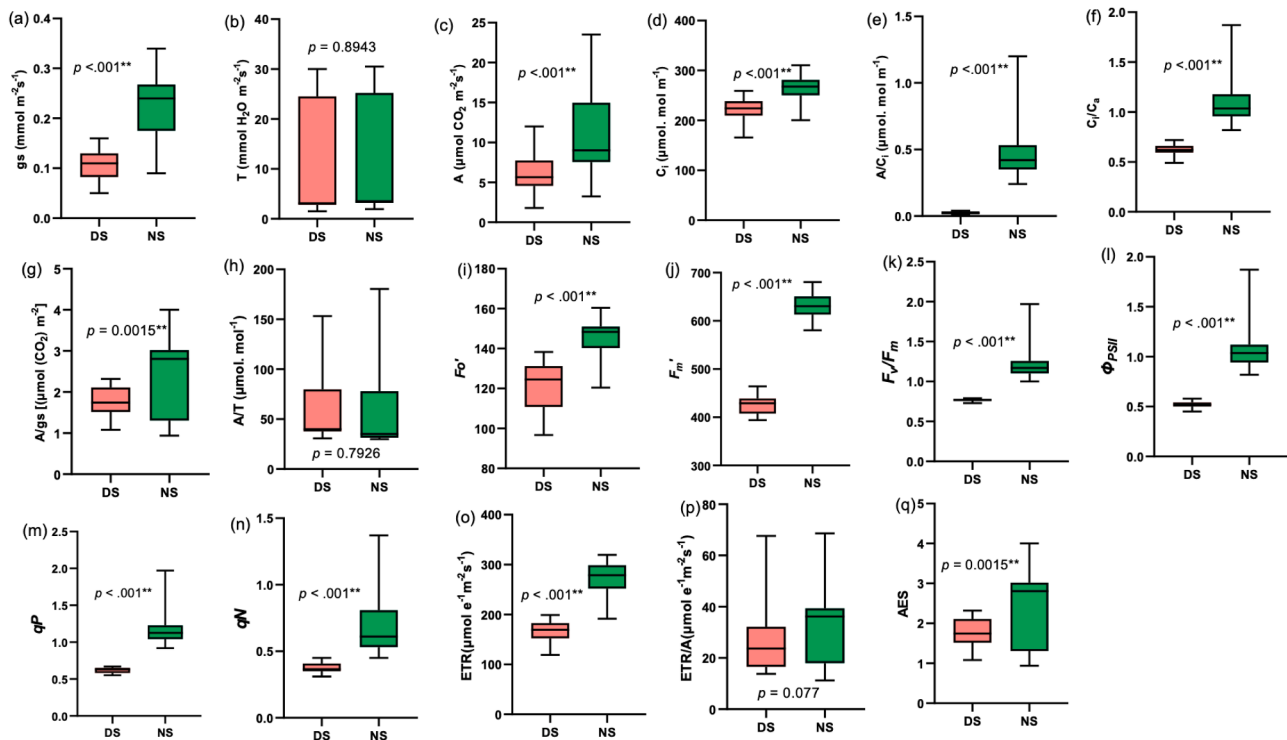 (a)
gs (mmol m⁻²s⁻¹)
0.4
0.3
0.2
0.1
0.0
p <.001**
DS NS
(b)
T (mmol H₂O m⁻²s⁻¹)
40
30
20
10
0
p = 0.8943
DS NS
(c)
A (µmol CO₂ m⁻²s⁻¹)
25
20
15
10
5
0
p <.001**
DS NS
(d)
Cᵢ (µmol. mol m⁻¹)
400
300
200
100
0
p <.001**
DS NS
(e)
A/Cᵢ (µmol. mol m⁻¹)
1.5
1.0
0.5
0.0
p <.001**
DS NS
(f)
Cᵢ/Cₐ
2.0
1.5
1.0
0.5
0.0
p <.001**
DS NS
(g)
A/gs [(µmol (CO₂) m⁻²]
5
4
3
2
1
0
p = 0.0015**
DS NS
(h)
A/T (µmol. mol⁻¹)
200
150
100
50
0
p = 0.7926
DS NS
(i)
Fo'
180
160
140
120
100
80
p < .001**
DS NS
(j)
Fₘ'
700
600
500
400
300
p < .001**
DS NS
(k)
Fᵥ/Fₘ
2.5
2.0
1.5
1.0
0.5
0.0
p <.001**
DS NS
(l)
ΦPSII
2.0
1.5
1.0
0.5
0.0
p < .001**
DS NS
(m)
qP
2.5
2.0
1.5
1.0
0.5
0.0
p < .001**
DS NS
(n)
qN
1.5
1.0
0.5
0.0
p < .001**
DS NS
(o)
ETR(µmol e⁻¹m⁻²s⁻¹)
400
300
200
100
0
p < .001**
DS NS
(p)
ETR/A(µmol e⁻¹m⁻²s⁻¹)
80
60
40
20
0
p = 0.077
DS NS
(q)
AES
5
4
3
2
1
0
p = 0.0015**
DS NS